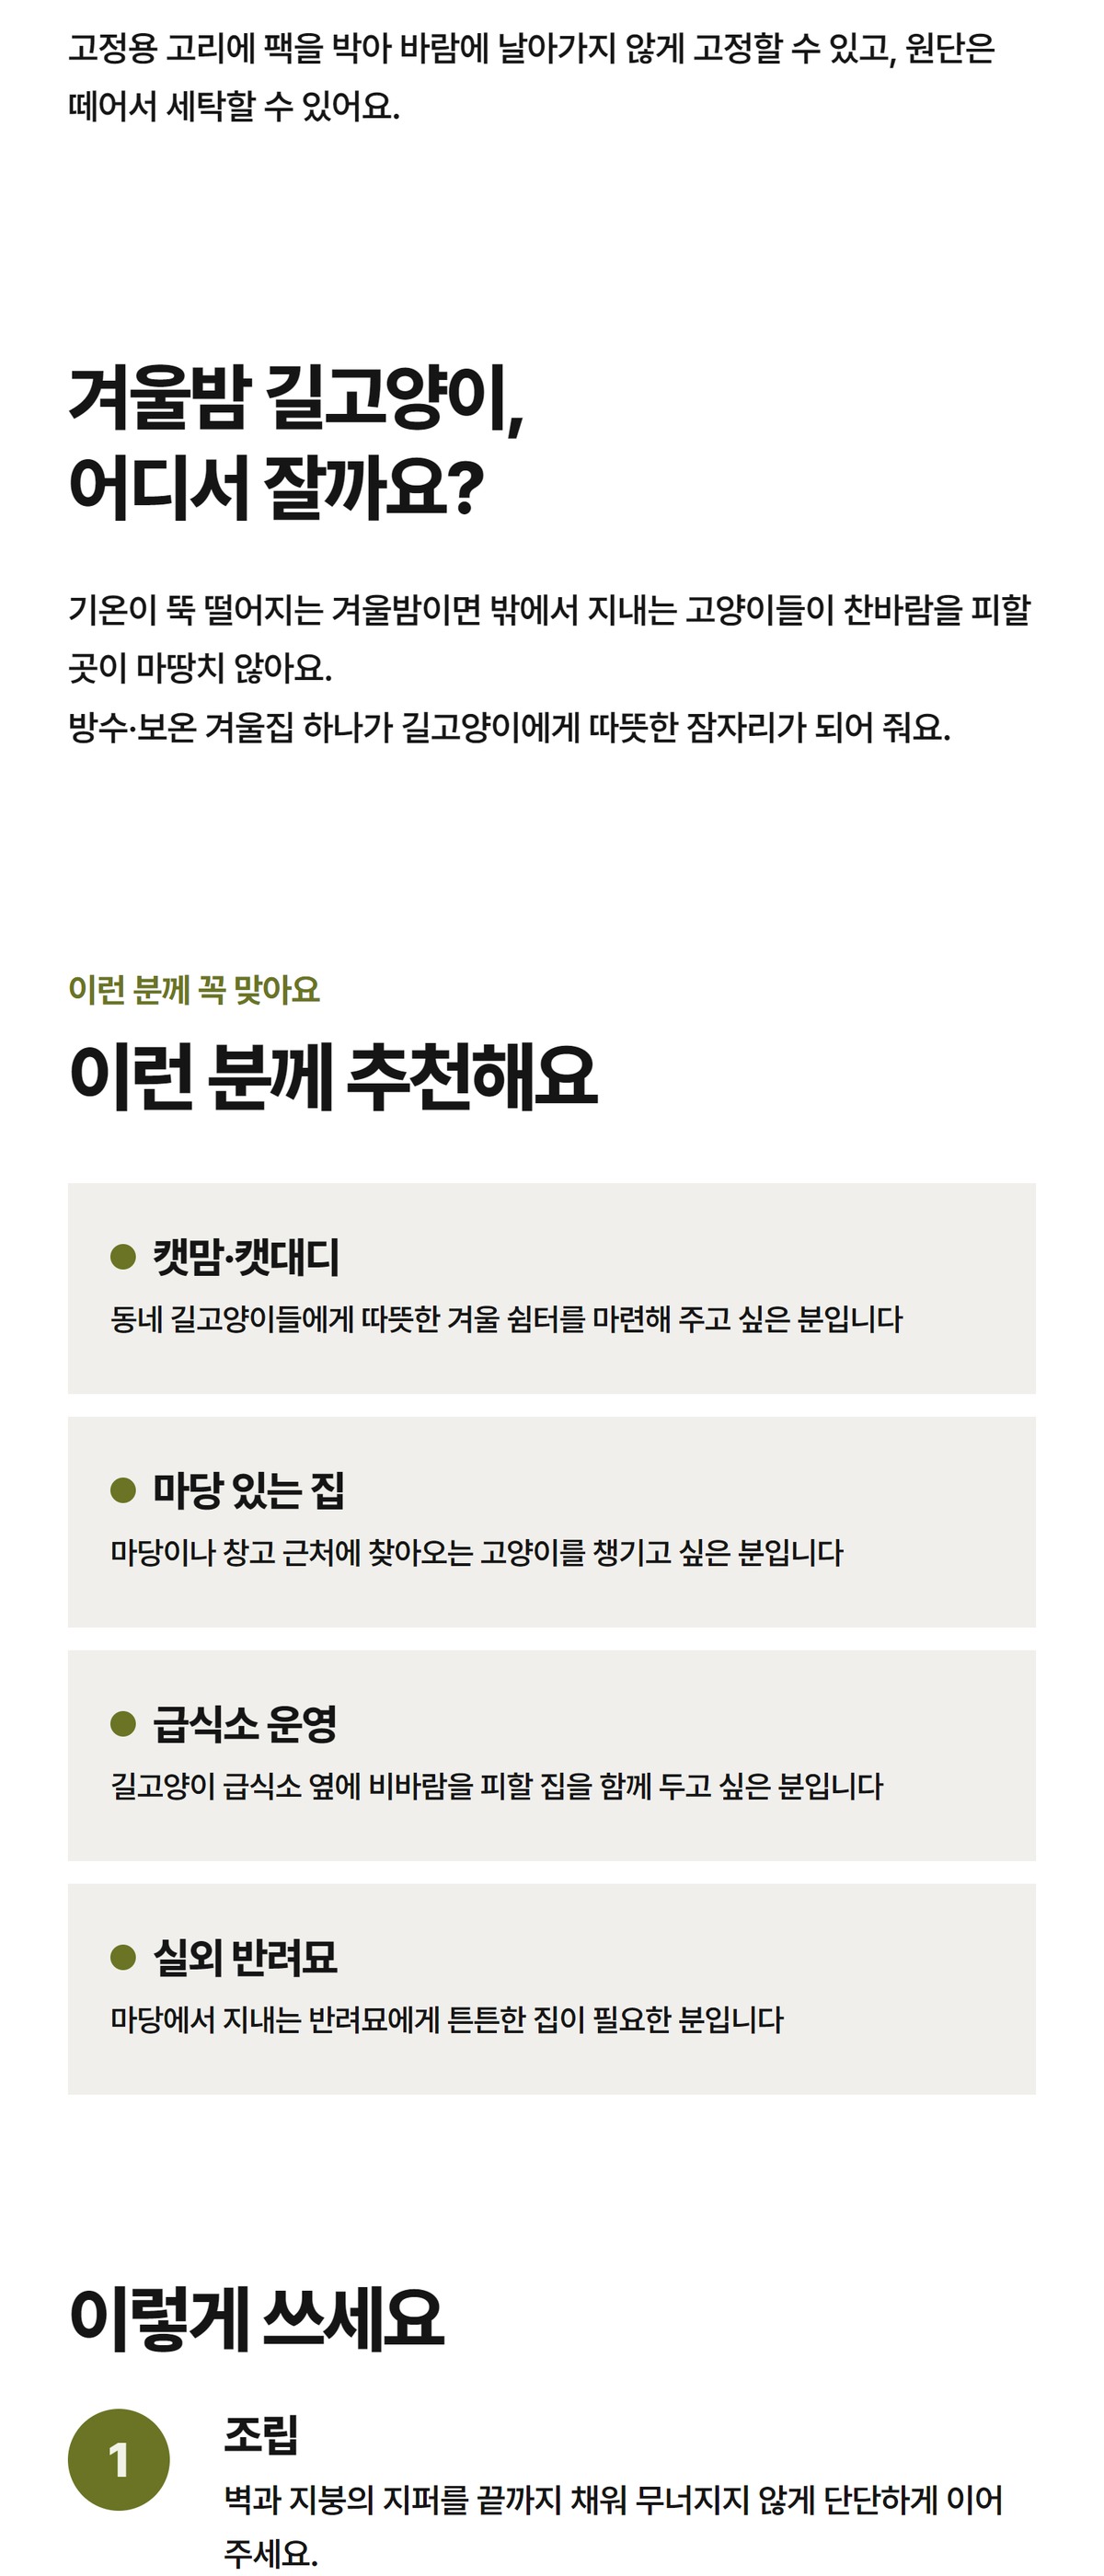 고정용 고리에 팩을 박아 바람에 날아가지 않게 고정할 수 있고, 원단은
떼어서 세탁할 수 있어요.
겨울밤 길고양이,
어디서 잘까요?
기온이 뚝 떨어지는 겨울밤이면 밖에서 지내는 고양이들이 찬바람을 피할
곳이 마땅치 않아요.
방수·보온 겨울집 하나가 길고양이에게 따뜻한 잠자리가 되어 줘요.
이런 분께 꼭 맞아요
이런 분께 추천해요
캣맘·캣대디
동네 길고양이들에게 따뜻한 겨울 쉼터를 마련해 주고 싶은 분입니다
마당 있는 집
마당이나 창고 근처에 찾아오는 고양이를 챙기고 싶은 분입니다
급식소 운영
길고양이 급식소 옆에 비바람을 피할 집을 함께 두고 싶은 분입니다
실외 반려묘
마당에서 지내는 반려묘에게 튼튼한 집이 필요한 분입니다
이렇게 쓰세요
1
조립
벽과 지붕의 지퍼를 끝까지 채워 무너지지 않게 단단하게 이어
주세요.